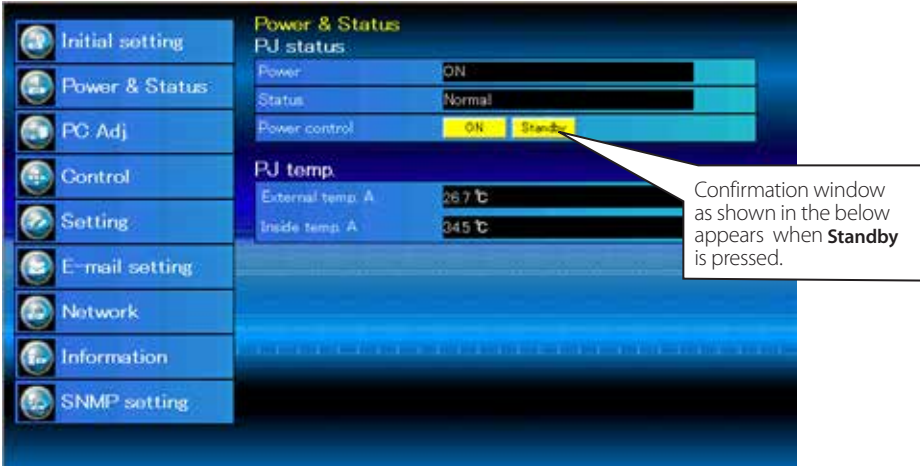 Initial setting
Power & Status
PC Adj.
Control
Setting
E-mail setting
Network
Information
SNMP setting
Power & Status
PJ status
Power ON
Status Normal
Power control ON Standby
PJ temp.
External temp. A 26.7 ℃
Inside temp. A 34.5 ℃
Confirmation window
as shown in the below
appears when Standby
is pressed.